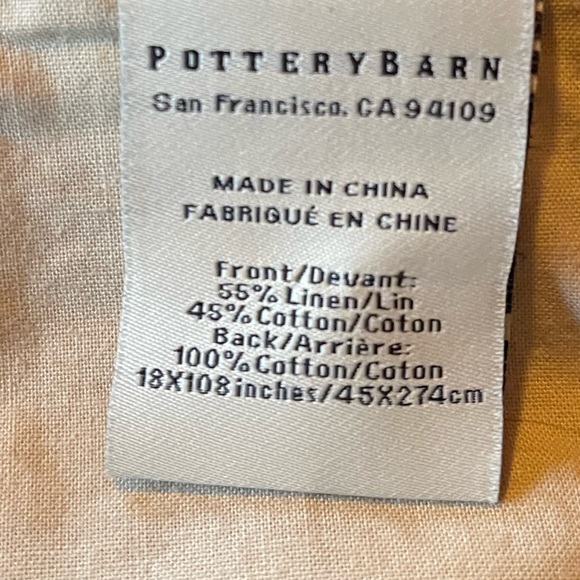 POTTERYBARN
San Francisco, CA 94109
MADE IN CHINA
FABRIQUÉ EN CHINE
Front/Devant:
55% Linen/Lin
45% Cotton/Coton
Back/Arrière:
100% Cotton/Coton
18X108 inches/45X274cm